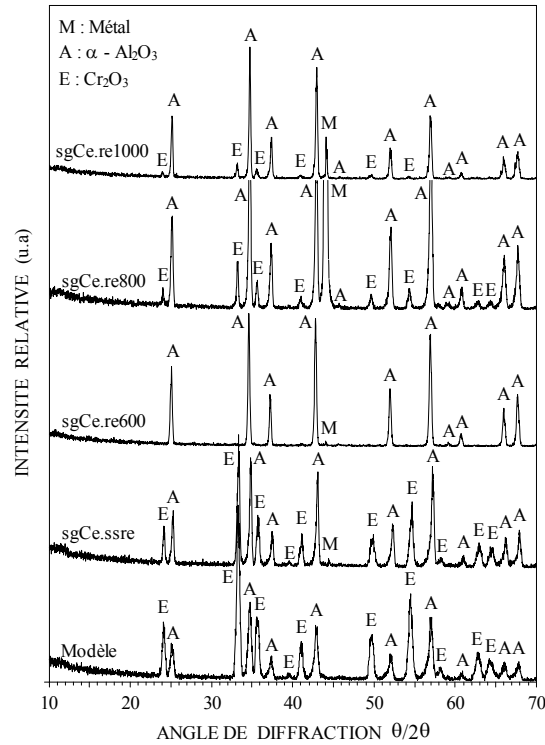 M : Métal
A : α - Al2O3
E : Cr2O3
A
A
A
M
E
sgCe.re1000
E
E
A
E
A
E
A
E
A
A
A
A
A
A
A
M
A
E
sgCe.re800
E
E
A
E
A
E
A
E
A
A
E
E
A
A
A
A
A
sgCe.re600
A
M
A
A
A
A
A
A
E
A
A
A
E
A
sgCe.ssre
E
A
E
E
M
E
A
E
E
A
E
E
A
A
E
E
A
Modèle
A
E
A
E
E
A
E
A
E
A
E
A
E
E
A
A
10
20
30
40
50
60
70
ANGLE DE DIFFRACTION θ/2θ
INTENSITE RELATIVE (u.a)